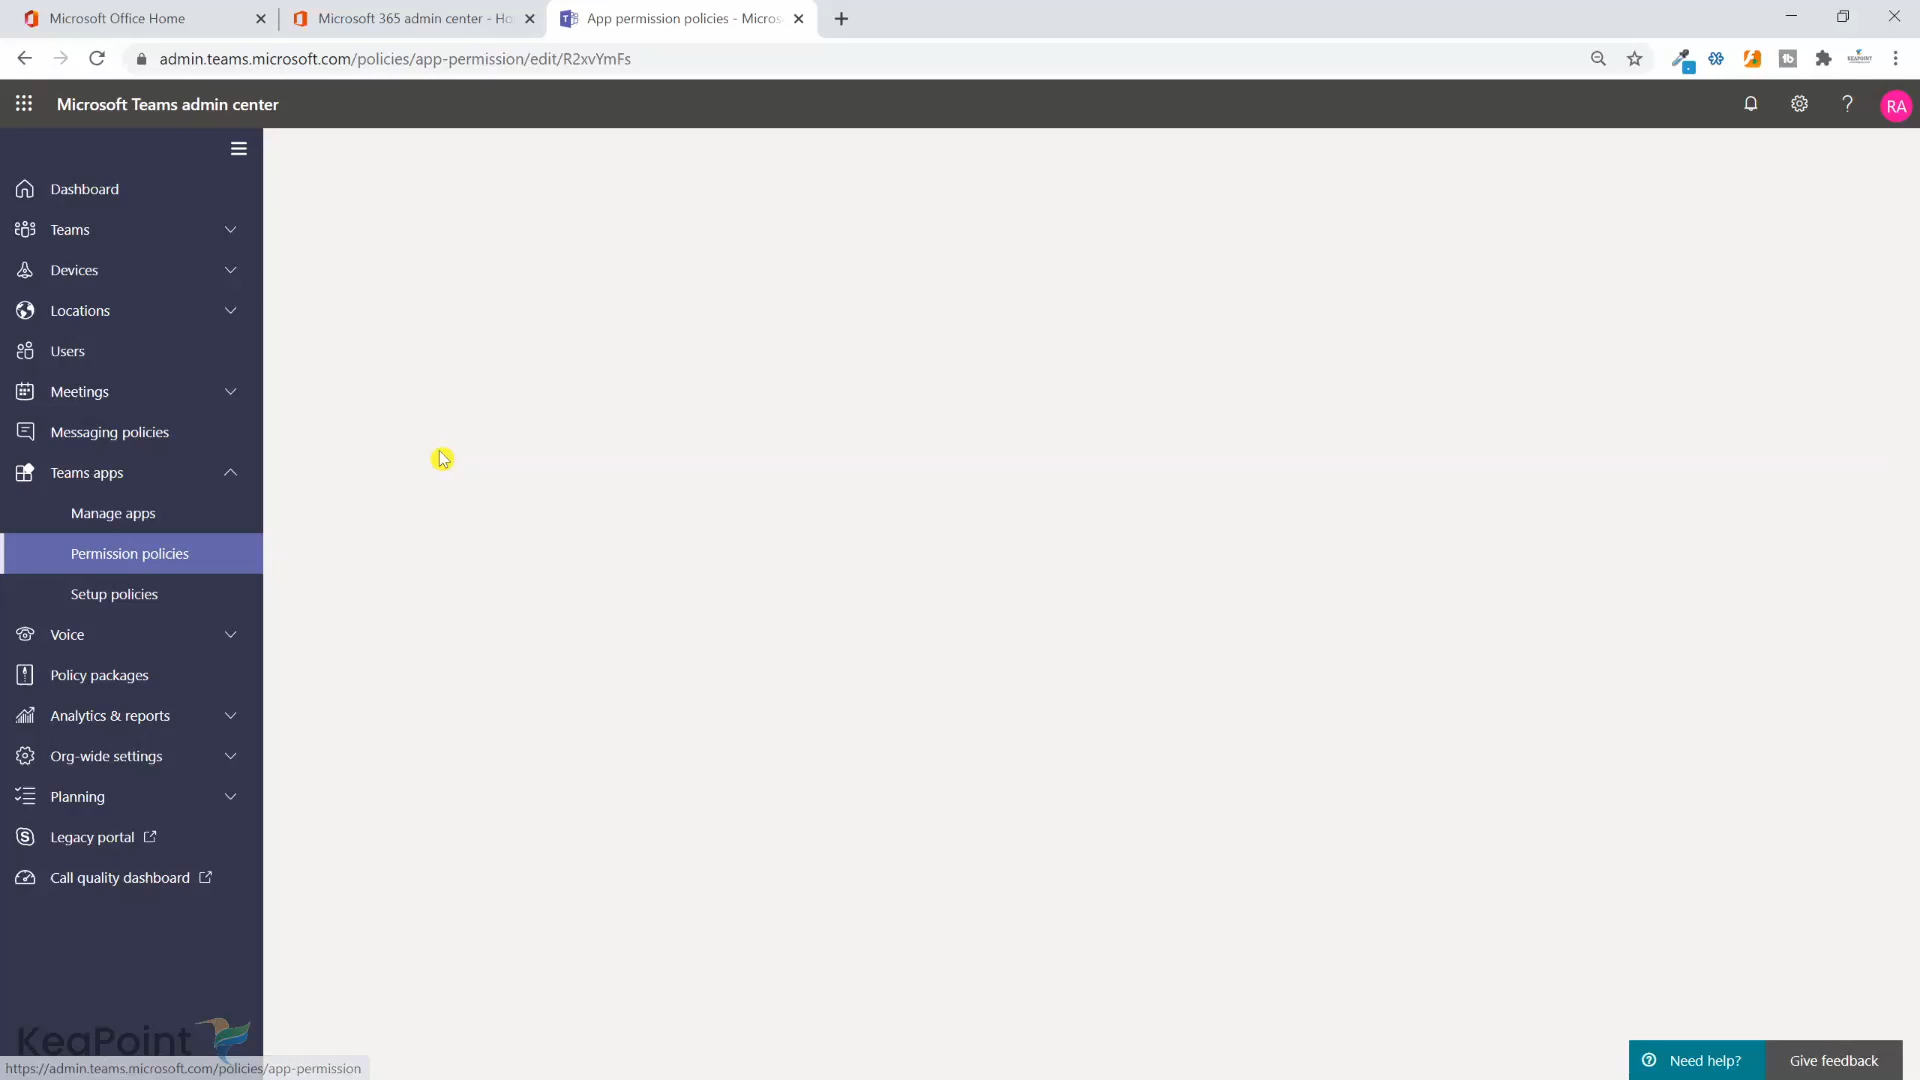 Microsoft Office Home
Microsoft 365 admin center - Ho
App permission policies - Micros
admin.teams.microsoft.com/policies/app-permission/edit/R2xvYmFs
Microsoft Teams admin center
RA
Dashboard
Teams
Devices
Locations
Users
Meetings
Messaging policies
Teams apps
Manage apps
Permission policies
Setup policies
Voice
Policy packages
Analytics & reports
Org-wide settings
Planning
Legacy portal
Call quality dashboard
KeaPoint
https://admin.teams.microsoft.com/policies/app-permission
Need help?
Give feedback